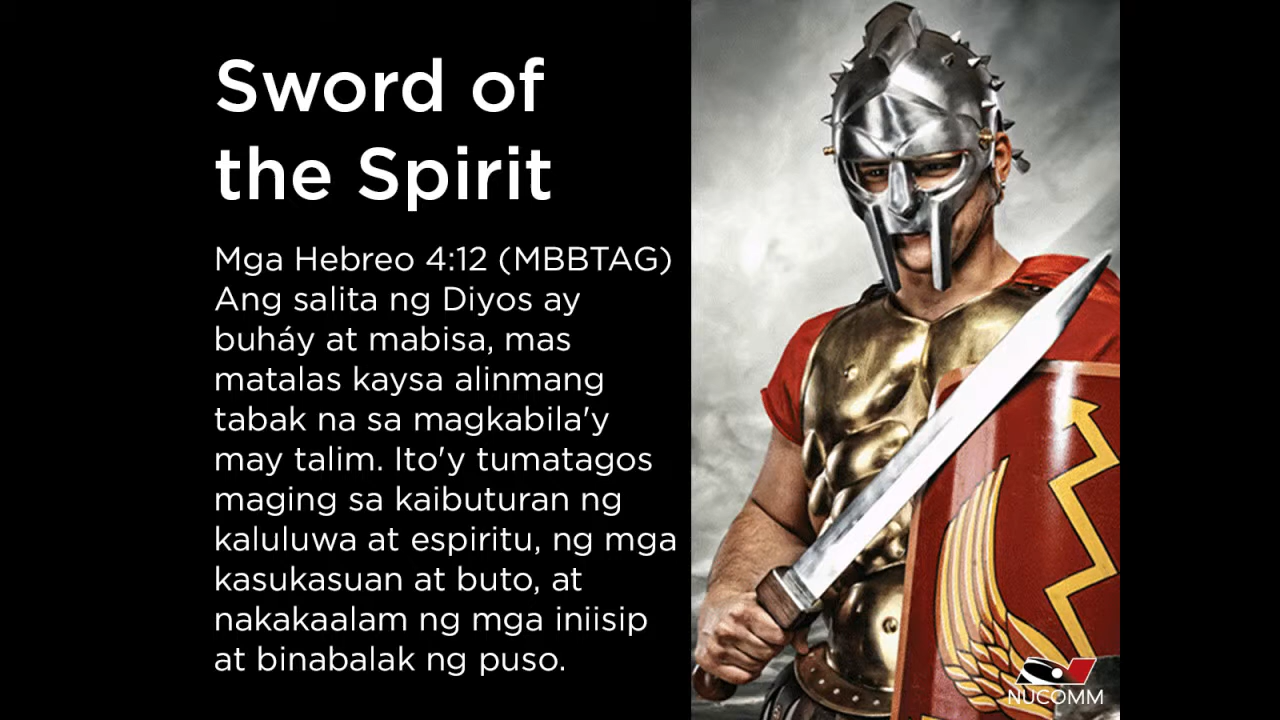 Sword of
the Spirit
Mga Hebreo 4:12 (MBBTAG)
Ang salita ng Diyos ay
buháy at mabisa, mas
matalas kaysa alinmang
tabak na sa magkabila'y
may talim. Ito'y tumatagos
maging sa kaibuturan ng
kaluluwa at espiritu, ng mga
kasukasuan at buto, at
nakakaalam ng mga iniisip
at binabalak ng puso.
NUCOMM